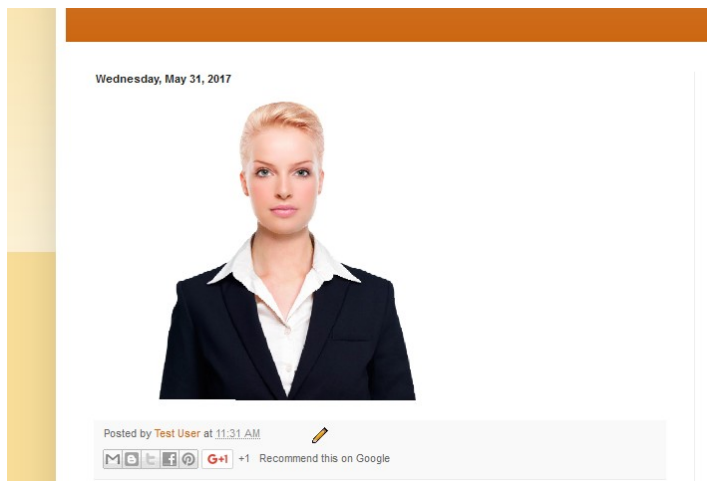 Wednesday, May 31, 2017
Posted by Test User at 11:31 AM
G+1 +1 Recommend this on Google